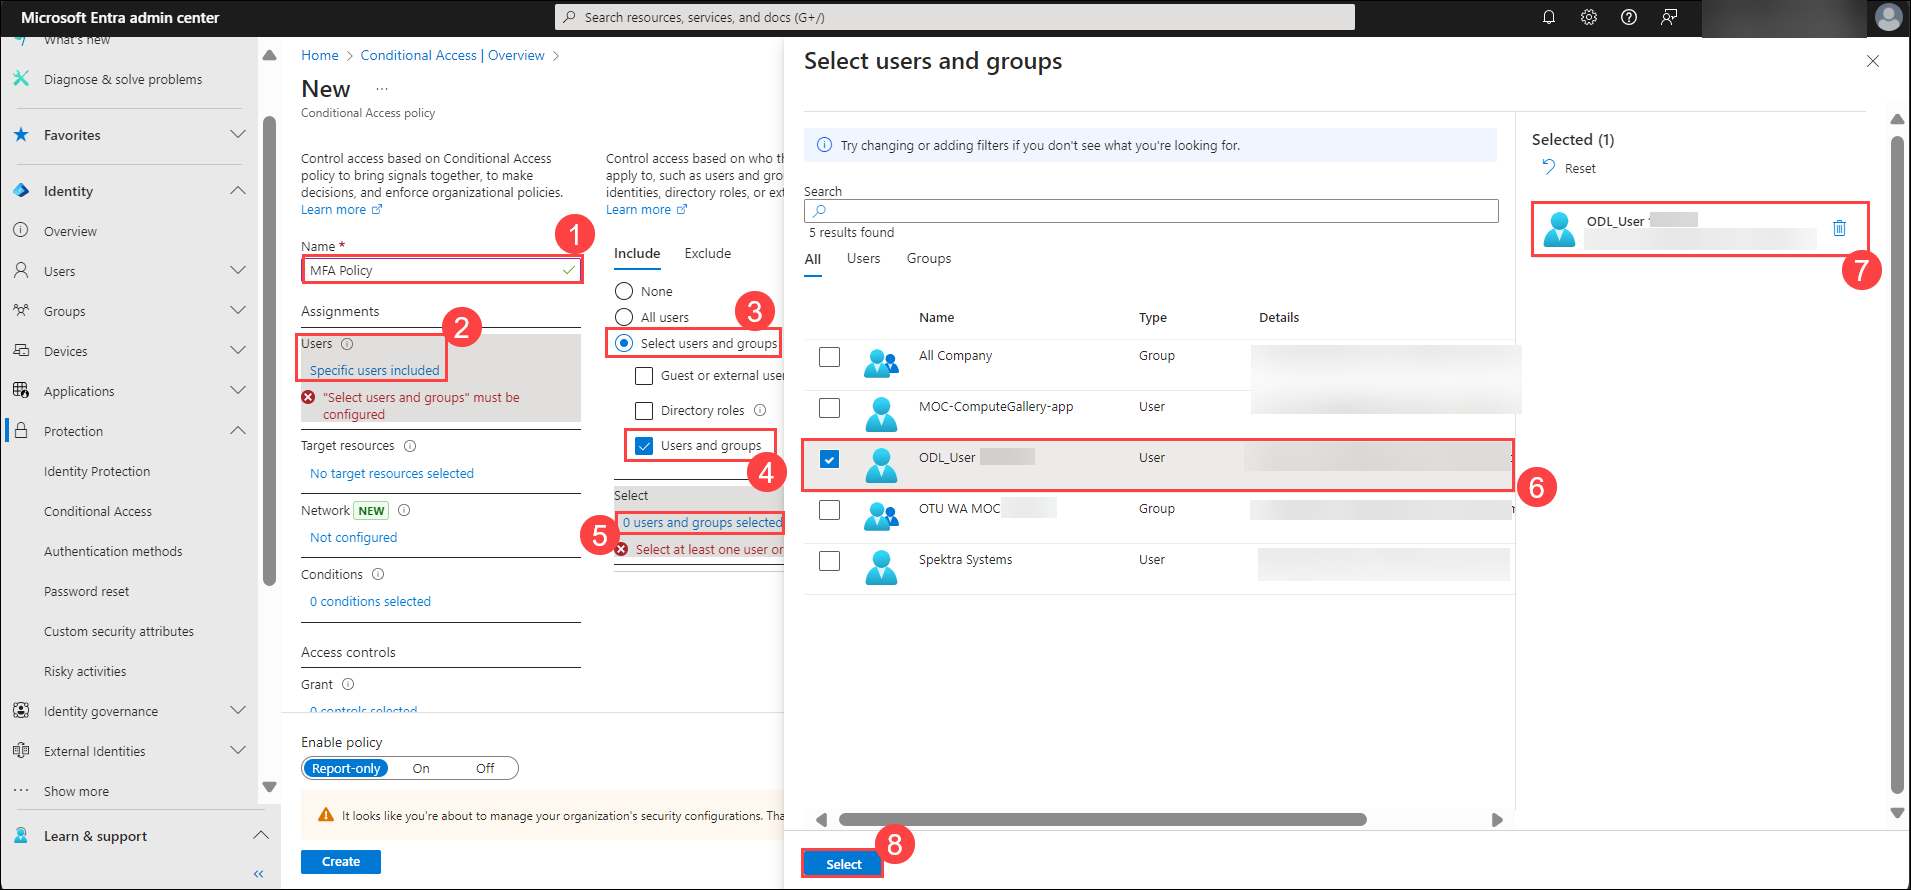 Microsoft Entra admin center
Search resources, services, and docs (G+/)
What's new
Diagnose & solve problems
Favorites
Identity
Overview
Users
Groups
Devices
Applications
Protection
Identity Protection
Conditional Access
Authentication methods
Password reset
Custom security attributes
Risky activities
Identity governance
External Identities
Show more
Learn & support
Home > Conditional Access | Overview >
New
Conditional Access policy
Control access based on Conditional Access
policy to bring signals together, to make
decisions, and enforce organizational policies.
Learn more
Name *
1
MFA Policy
Assignments
2
Users
Specific users included
"Select users and groups" must be
configured
Target resources
No target resources selected
Network NEW
Not configured
Conditions
0 conditions selected
Access controls
Grant
0 controls selected
Enable policy
Report-only On Off
It looks like you're about to manage your organization's security configurations. Tha
Create
Control access based on who th
apply to, such as users and grou
identities, directory roles, or ext
Learn more
Include Exclude
None
All users
3
Select users and groups
Guest or external user
Directory roles
Users and groups
4
Select
0 users and groups selected
5
Select at least one user or
Select users and groups
Try changing or adding filters if you don't see what you're looking for.
Search
5 results found
All Users Groups
Name Type Details
All Company Group
MOC-ComputeGallery-app User
ODL_User User
6
OTU WA MOC Group
Spektra Systems User
8
Select
Selected (1)
Reset
ODL_User
7